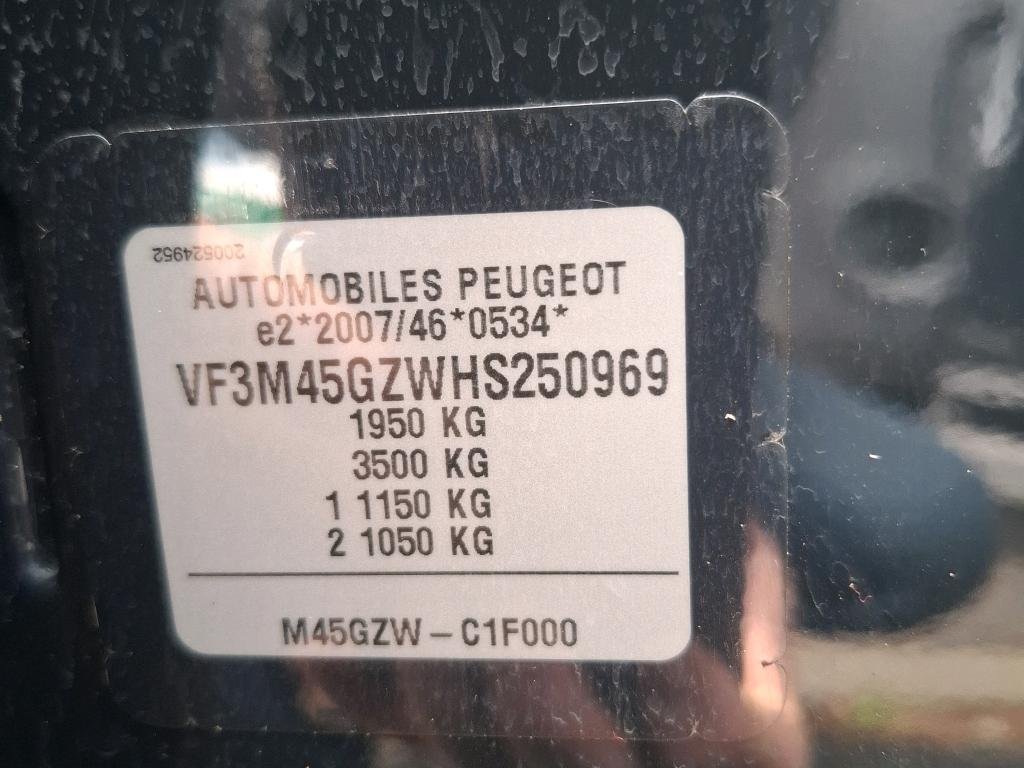 200524952
AUTOMOBILES PEUGEOT
e2*2007/46*0534*
VF3M45GZWHS250969
1950 KG
3500 KG
1 1150 KG
2 1050 KG
M45GZW – C1F000